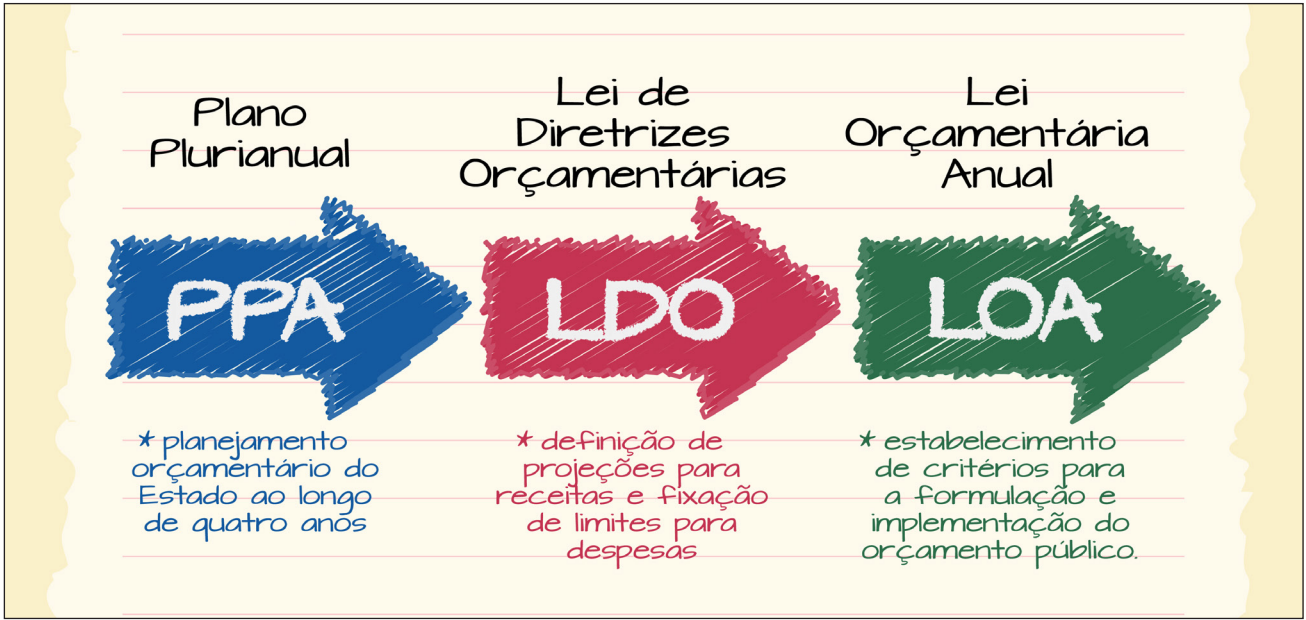 Plano
Plurianual
PPA
* planejamento
orçamentário do
Estado ao longo
de quatro anos
Lei de
Diretrizes
Orçamentárias
LDO
* definição de
projeções para
receitas e fixação
de limites para
despesas
Lei
Orçamentária
Anual
LOA
* estabelecimento
de critérios para
a formulação e
implementação do
orçamento público.